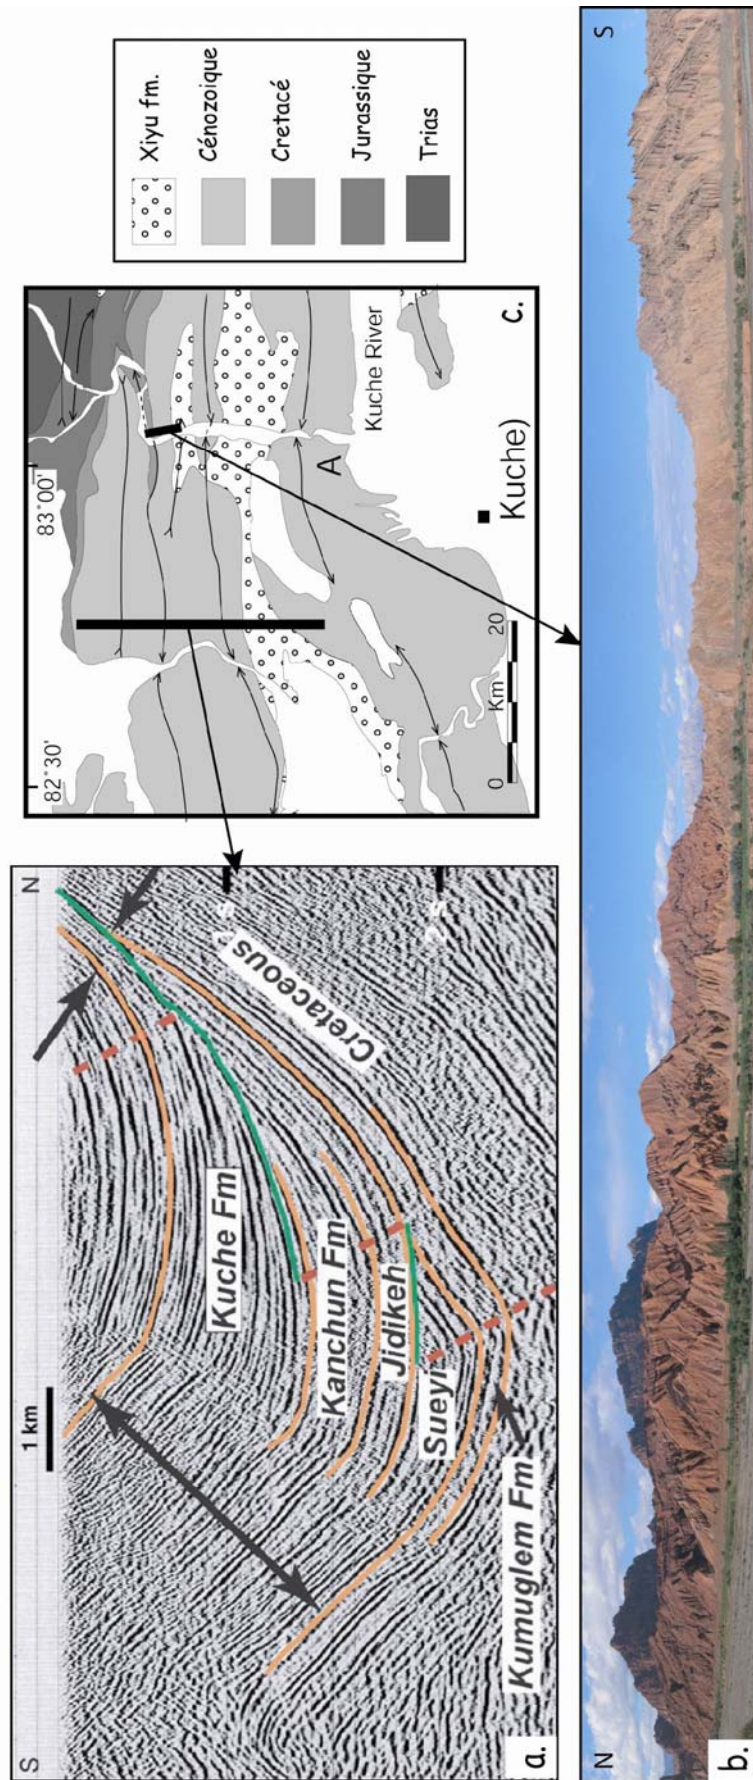 S
N
1 km
2 s
Cretaceous
Kuche Fm
Kanchun Fm
Jidikeh
Sueyi
Kumuglem Fm.
a.
82°30'
83°00'
A
Kuche River
Kuche)
0 Km 20
c.
Xiyu fm.
Cénozoique
Cretacé
Jurassique
Trias
N
S
b.